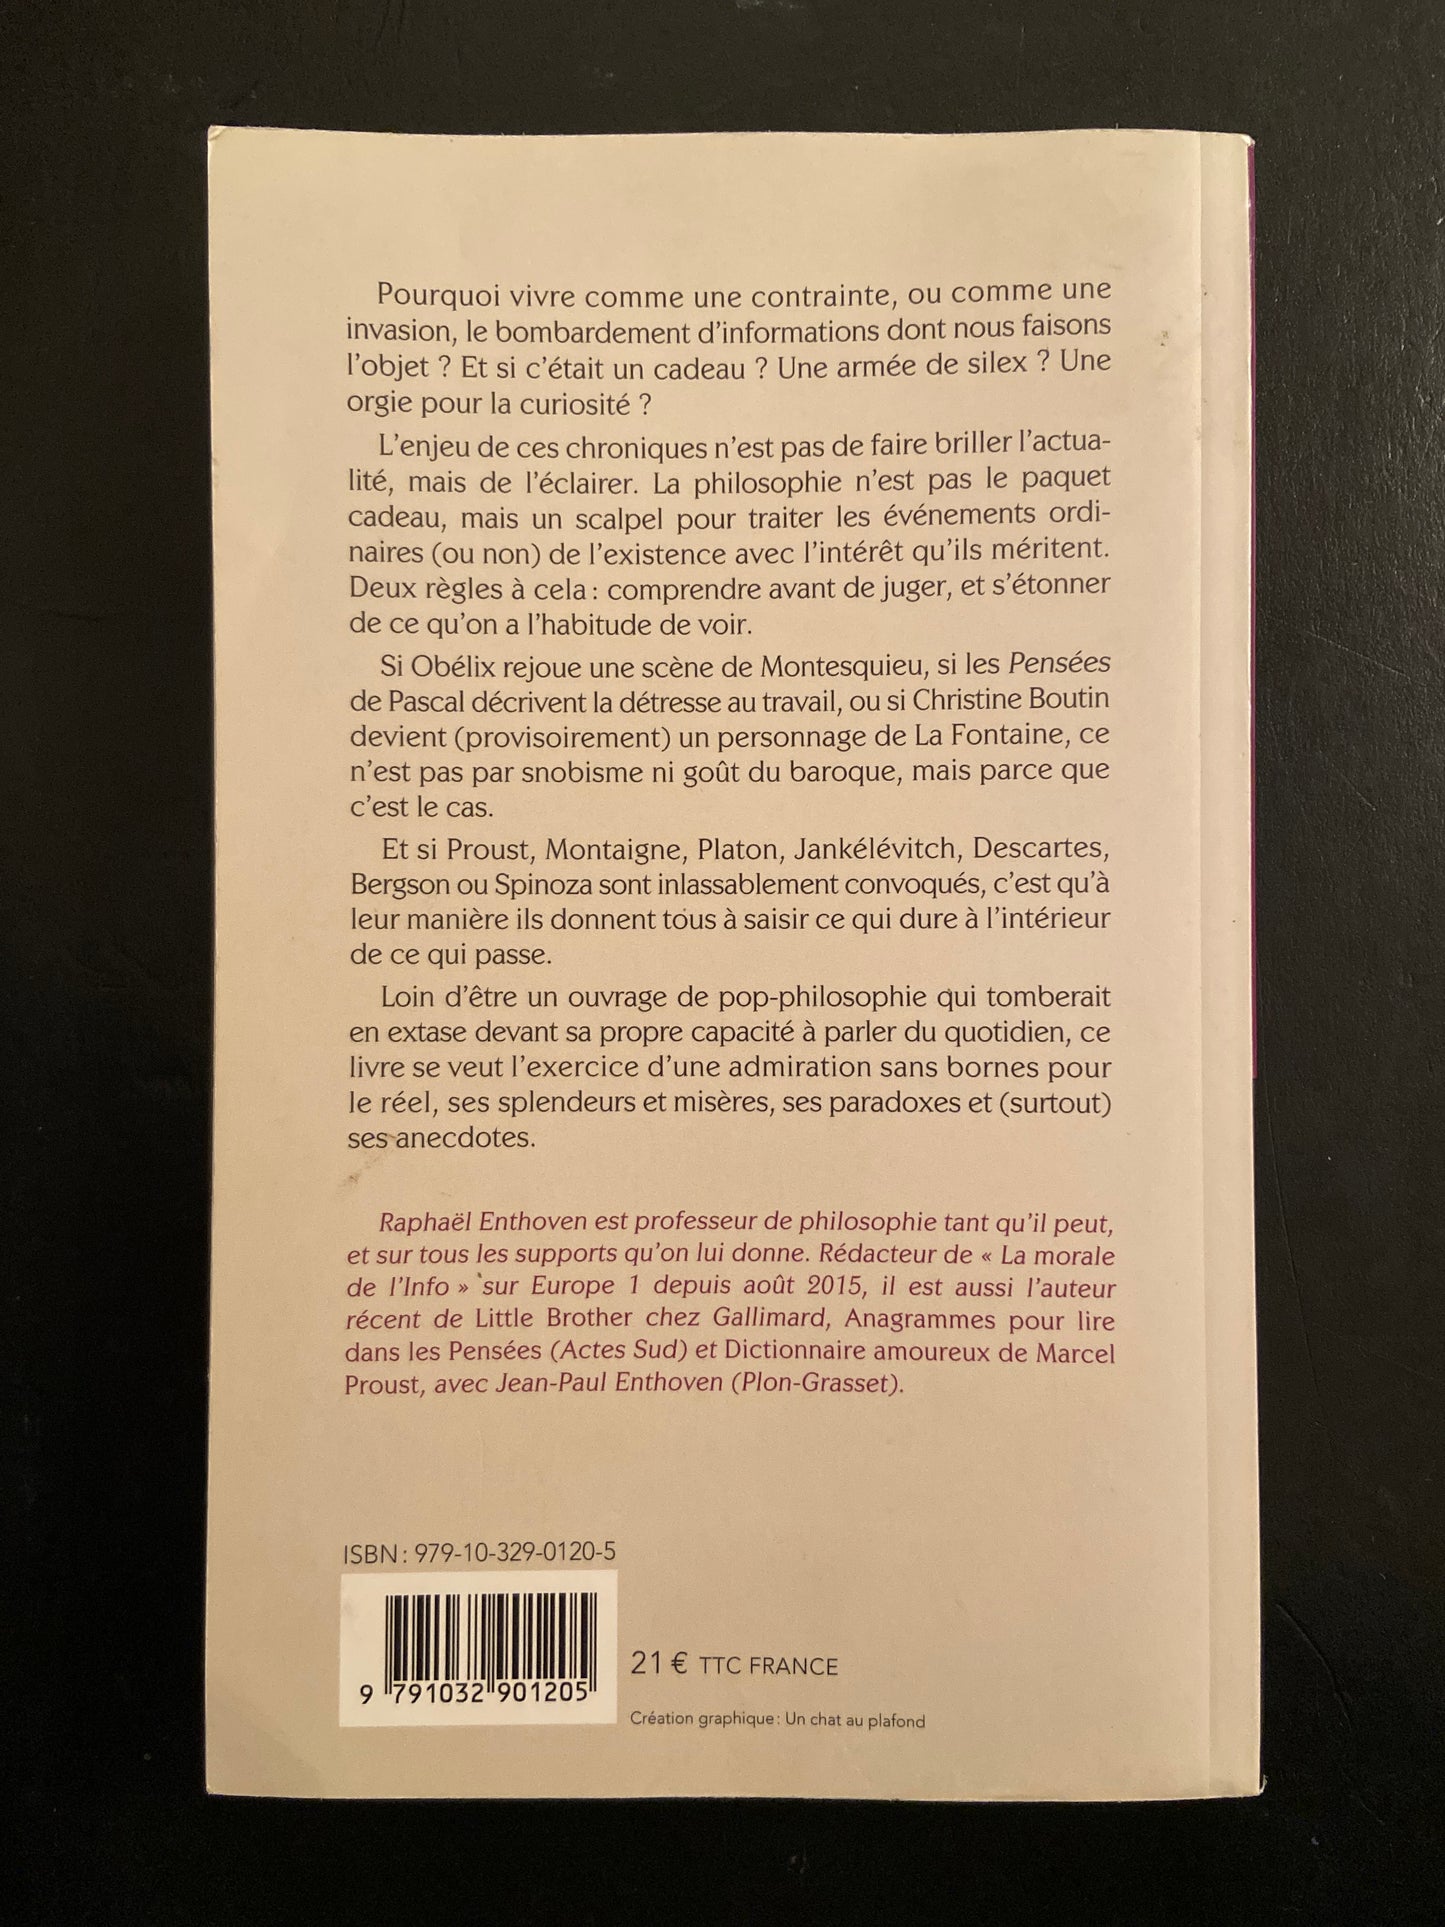 Pourquoi vivre comme une contrainte, ou comme une
invasion, le bombardement d'informations dont nous faisons
l'objet ? Et si c'était un cadeau ? Une armée de silex ? Une
orgie pour la curiosité ?
L'enjeu de ces chroniques n'est pas de faire briller l'actua-
lité, mais de l'éclairer. La philosophie n'est pas le paquet
cadeau, mais un scalpel pour traiter les événements ordi-
naires (ou non) de l'existence avec l'intérêt qu'ils méritent.
Deux règles à cela : comprendre avant de juger, et s'étonner
de ce qu'on a l'habitude de voir.
Si Obélix rejoue une scène de Montesquieu, si les Pensées
de Pascal décrivent la détresse au travail, ou si Christine Boutin
devient (provisoirement) un personnage de La Fontaine, ce
n'est pas par snobisme ni goût du baroque, mais parce que
c'est le cas.
Et si Proust, Montaigne, Platon, Jankélévitch, Descartes,
Bergson ou Spinoza sont inlassablement convoqués, c'est qu'à
leur manière ils donnent tous à saisir ce qui dure à l'intérieur
de ce qui passe.
Loin d'être un ouvrage de pop-philosophie qui tomberait
en extase devant sa propre capacité à parler du quotidien, ce
livre se veut l'exercice d'une admiration sans bornes pour
le réel, ses splendeurs et misères, ses paradoxes et (surtout)
ses anecdotes.
Raphaël Enthoven est professeur de philosophie tant qu'il peut,
et sur tous les supports qu'on lui donne. Rédacteur de « La morale
de l'Info » sur Europe 1 depuis août 2015, il est aussi l'auteur
récent de Little Brother chez Gallimard, Anagrammes pour lire
dans les Pensées (Actes Sud) et Dictionnaire amoureux de Marcel
Proust, avec Jean-Paul Enthoven (Plon-Grasset).
ISBN : 979-10-329-0120-5
9 791032 901205
21 € TTC FRANCE
Création graphique : Un chat au plafond